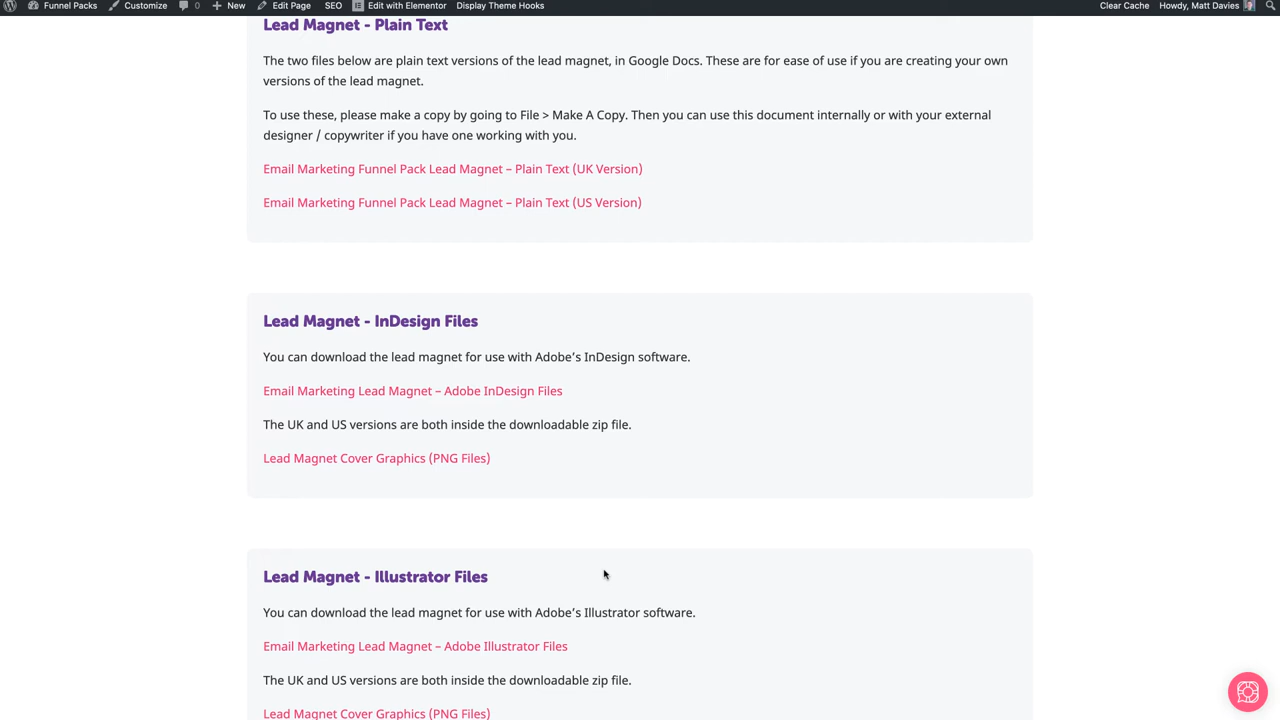 Funnel Packs Customize 0 New Edit Page SEO Edit with Elementor Display Theme Hooks Clear Cache Howdy, Matt Davies
Lead Magnet - Plain Text
The two files below are plain text versions of the lead magnet, in Google Docs. These are for ease of use if you are creating your own
versions of the lead magnet.
To use these, please make a copy by going to File > Make A Copy. Then you can use this document internally or with your external
designer / copywriter if you have one working with you.
Email Marketing Funnel Pack Lead Magnet – Plain Text (UK Version)
Email Marketing Funnel Pack Lead Magnet – Plain Text (US Version)
Lead Magnet - InDesign Files
You can download the lead magnet for use with Adobe’s InDesign software.
Email Marketing Lead Magnet – Adobe InDesign Files
The UK and US versions are both inside the downloadable zip file.
Lead Magnet Cover Graphics (PNG Files)
Lead Magnet - Illustrator Files
You can download the lead magnet for use with Adobe’s Illustrator software.
Email Marketing Lead Magnet – Adobe Illustrator Files
The UK and US versions are both inside the downloadable zip file.
Lead Magnet Cover Graphics (PNG Files)